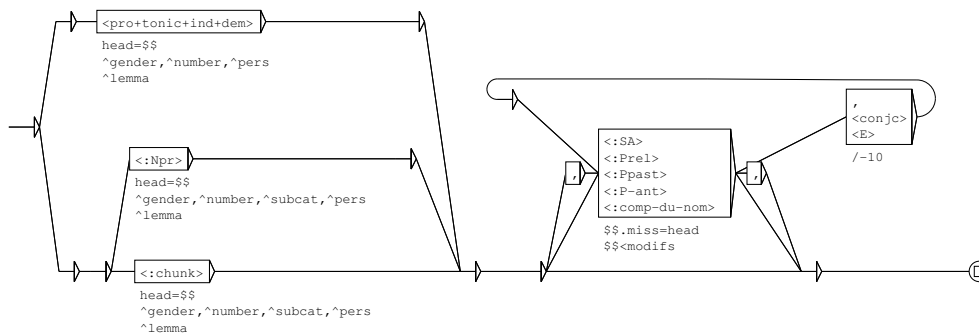 <pro+tonic+ind+dem>
head=$$
^gender,^number,^pers
^lemma
<:Npr>
head=$$
^gender,^number,^subcat,^pers
^lemma
<:chunk>
head=$$
^gender,^number,^subcat,^pers
^lemma
,
<:SA>
<:Prel>
<:Ppast>
<:P-ant>
<:comp-du-nom>
$$.miss=head
$$<modifs
,
,
<conjc>
<E>
/-10